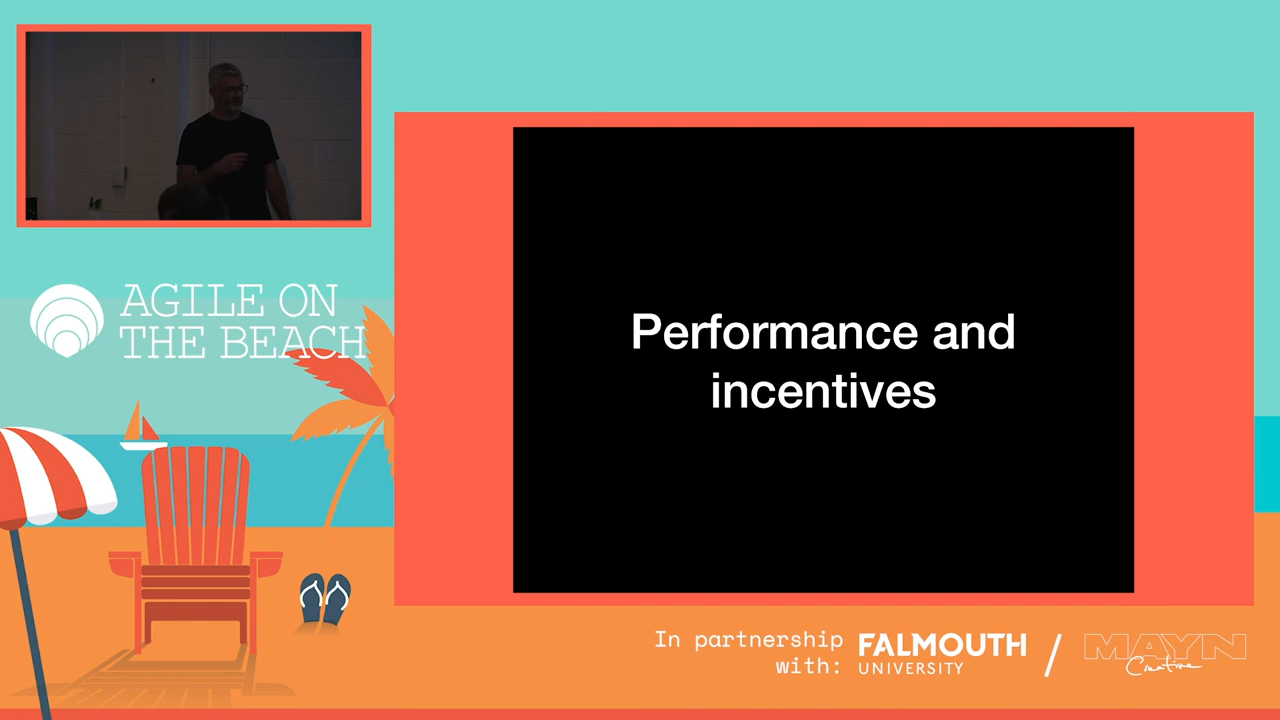 AGILE ON
THE BEACH
Performance and
incentives
In partnership
with:
FALMOUTH
UNIVERSITY
/
MAYN
Creative